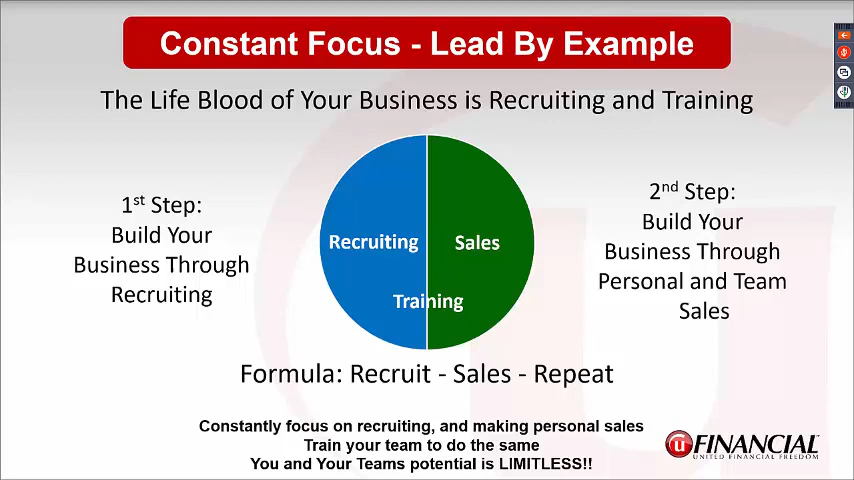 Constant Focus - Lead By Example
The Life Blood of Your Business is Recruiting and Training
1st Step:
Build Your
Business Through
Recruiting
Recruiting
Sales
Training
2nd Step:
Build Your
Business Through
Personal and Team
Sales
Formula: Recruit - Sales - Repeat
Constantly focus on recruiting, and making personal sales
Train your team to do the same
You and Your Teams potential is LIMITLESS!!
u FINANCIAL
UNITED FINANCIAL FREEDOM